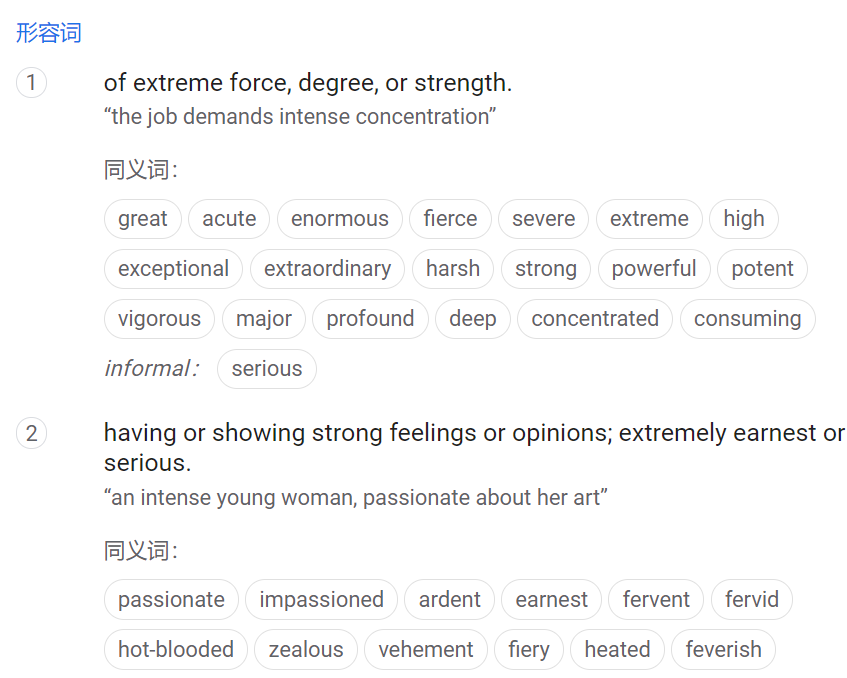 形容词
1 of extreme force, degree, or strength.
“the job demands intense concentration”
同义词：
great acute enormous fierce severe extreme high
exceptional extraordinary harsh strong powerful potent
vigorous major profound deep concentrated consuming
informal： serious
2 having or showing strong feelings or opinions; extremely earnest or
serious.
“an intense young woman, passionate about her art”
同义词：
passionate impassioned ardent earnest fervent fervid
hot-blooded zealous vehement fiery heated feverish